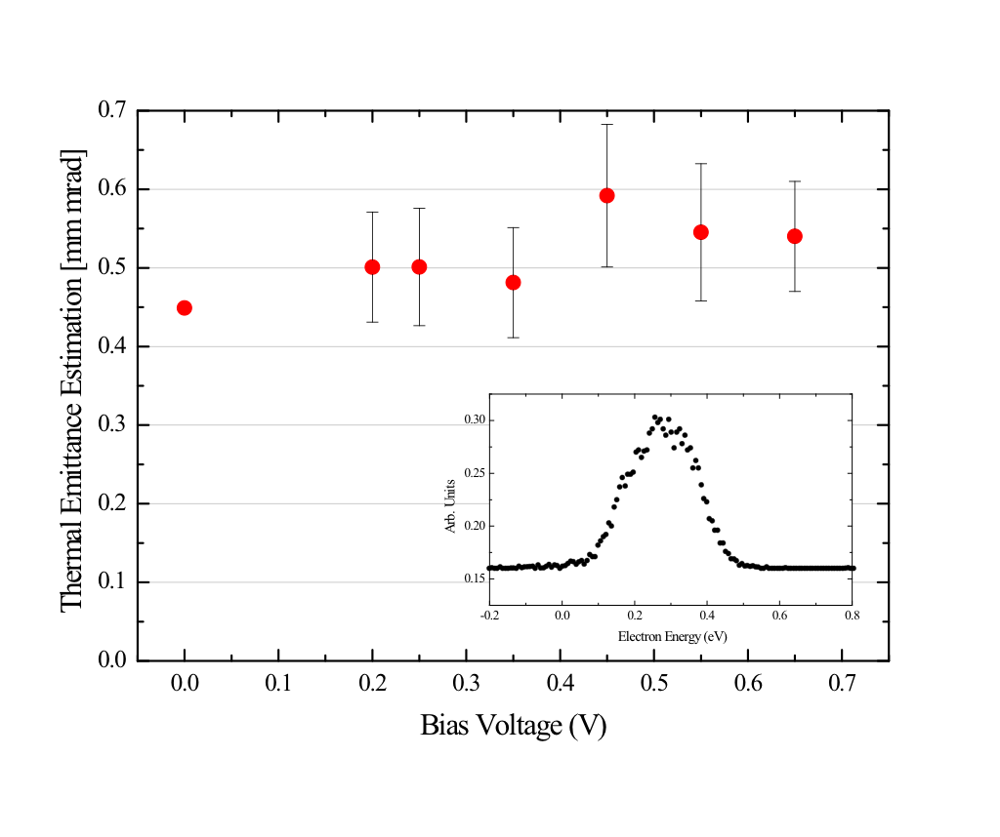 Thermal Emittance Estimation [mm mrad]
0.7
0.6
0.5
0.4
0.3
0.2
0.1
0.0
0.0 0.1 0.2 0.3 0.4 0.5 0.6 0.7
Bias Voltage (V)
Arb. Units
0.30
0.25
0.20
0.15
-0.2 0.0 0.2 0.4 0.6 0.8
Electron Energy (eV)